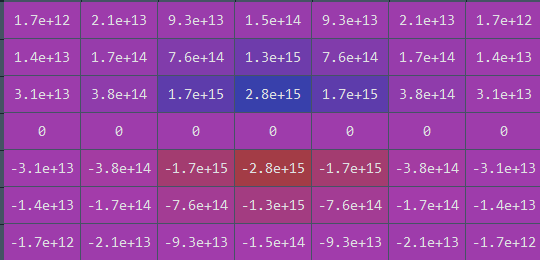 1.7e+12 2.1e+13 9.3e+13 1.5e+14 9.3e+13 2.1e+13 1.7e+12
1.4e+13 1.7e+14 7.6e+14 1.3e+15 7.6e+14 1.7e+14 1.4e+13
3.1e+13 3.8e+14 1.7e+15 2.8e+15 1.7e+15 3.8e+14 3.1e+13
0 0 0 0 0 0 0
-3.1e+13 -3.8e+14 -1.7e+15 -2.8e+15 -1.7e+15 -3.8e+14 -3.1e+13
-1.4e+13 -1.7e+14 -7.6e+14 -1.3e+15 -7.6e+14 -1.7e+14 -1.4e+13
-1.7e+12 -2.1e+13 -9.3e+13 -1.5e+14 -9.3e+13 -2.1e+13 -1.7e+12